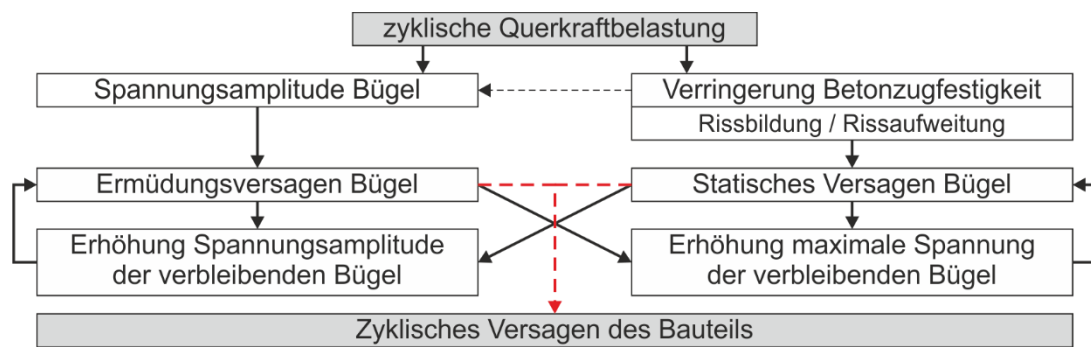 zyklische Querkraftbelastung
Spannungsamplitude Bügel
Verringerung Betonzugfestigkeit
Rissbildung / Rissaufweitung
Ermüdungsversagen Bügel
Statisches Versagen Bügel
Erhöhung Spannungsamplitude
der verbleibenden Bügel
Erhöhung maximale Spannung
der verbleibenden Bügel
Zyklisches Versagen des Bauteils